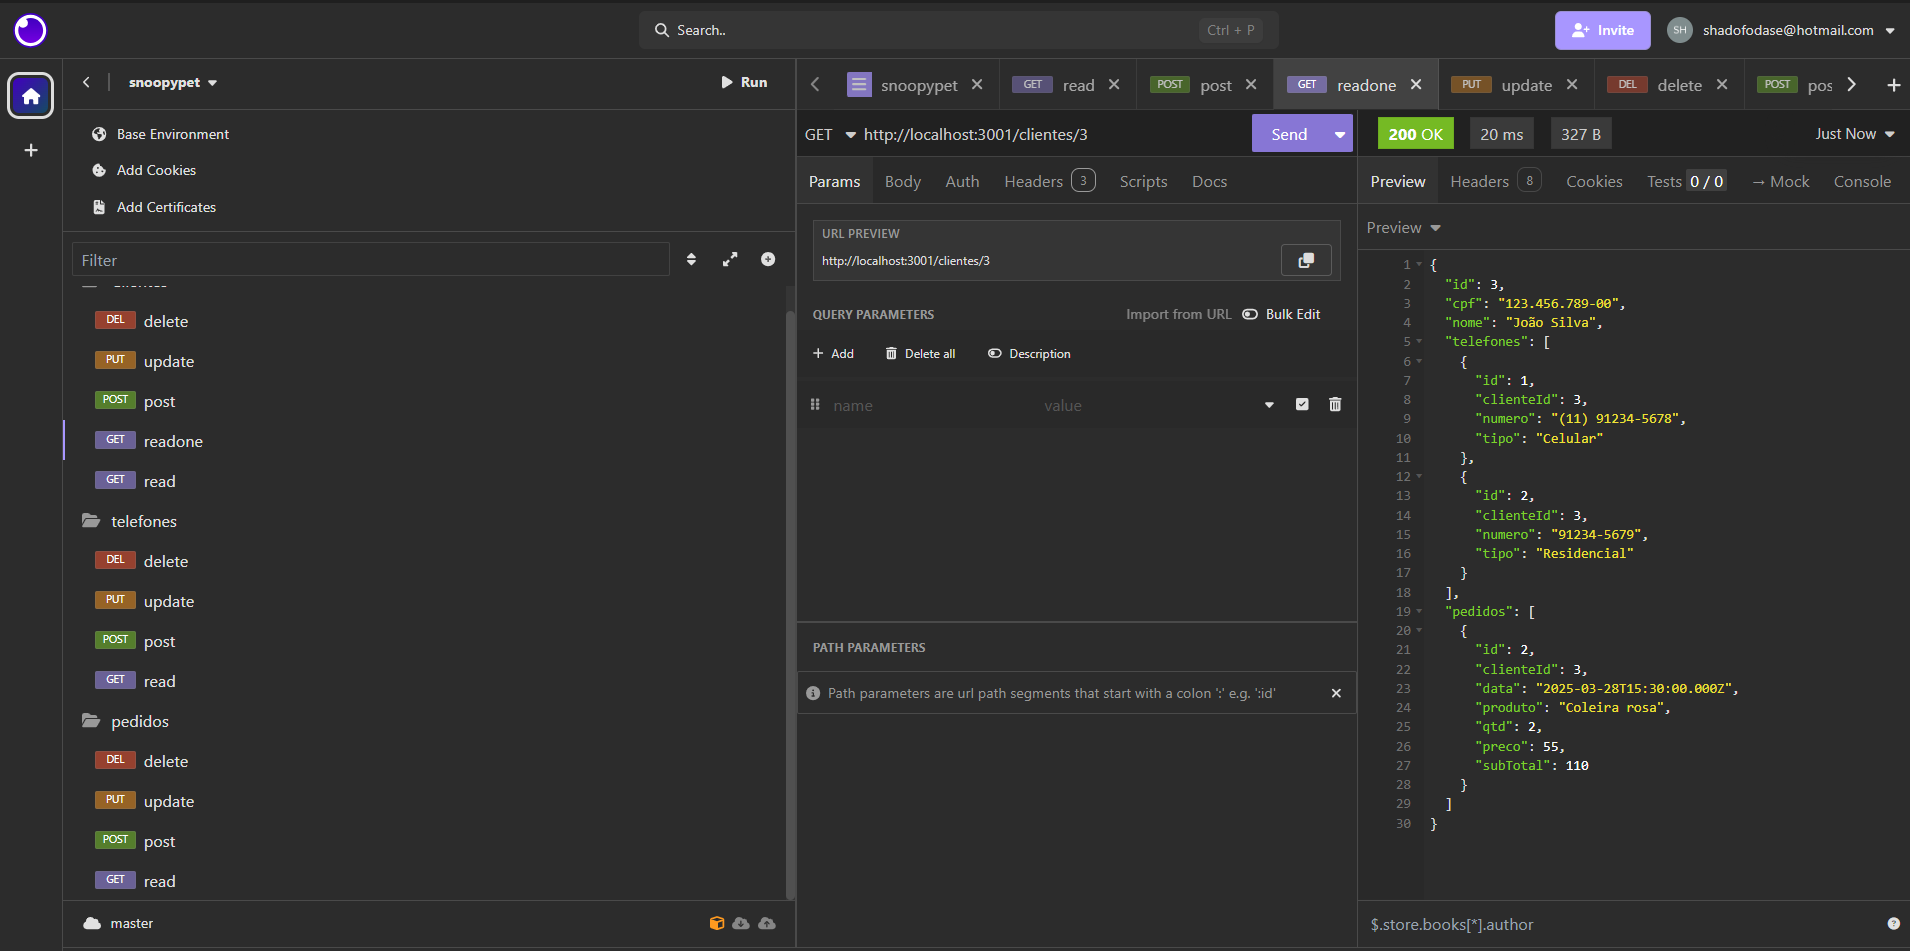 Search..
Ctrl + P
Invite
SH
shadofodase@hotmail.com
snoopypet
Run
Base Environment
Add Cookies
Add Certificates
Filter
clientes
DEL delete
PUT update
POST post
GET readone
GET read
telefones
DEL delete
PUT update
POST post
GET read
pedidos
DEL delete
PUT update
POST post
GET read
master
snoopypet
GET read
POST post
GET readone
PUT update
DEL delete
POST pos
GET http://localhost:3001/clientes/3
Send
Params Body Auth Headers 3 Scripts Docs
URL PREVIEW
http://localhost:3001/clientes/3
QUERY PARAMETERS
Import from URL Bulk Edit
Add Delete all Description
name value
PATH PARAMETERS
Path parameters are url path segments that start with a colon ':' e.g. ':id'
200 OK 20 ms 327 B Just Now
Preview Headers 8 Cookies Tests 0 / 0 → Mock Console
Preview
1 {
2 "id": 3,
3 "cpf": "123.456.789-00",
4 "nome": "João Silva",
5 "telefones": [
6 {
7 "id": 1,
8 "clienteId": 3,
9 "numero": "(11) 91234-5678",
10 "tipo": "Celular"
11 },
12 {
13 "id": 2,
14 "clienteId": 3,
15 "numero": "91234-5679",
16 "tipo": "Residencial"
17 }
18 ],
19 "pedidos": [
20 {
21 "id": 2,
22 "clienteId": 3,
23 "data": "2025-03-28T15:30:00.000Z",
24 "produto": "Coleira rosa",
25 "qtd": 2,
26 "preco": 55,
27 "subTotal": 110
28 }
29 ]
30 }
$.store.books[*].author